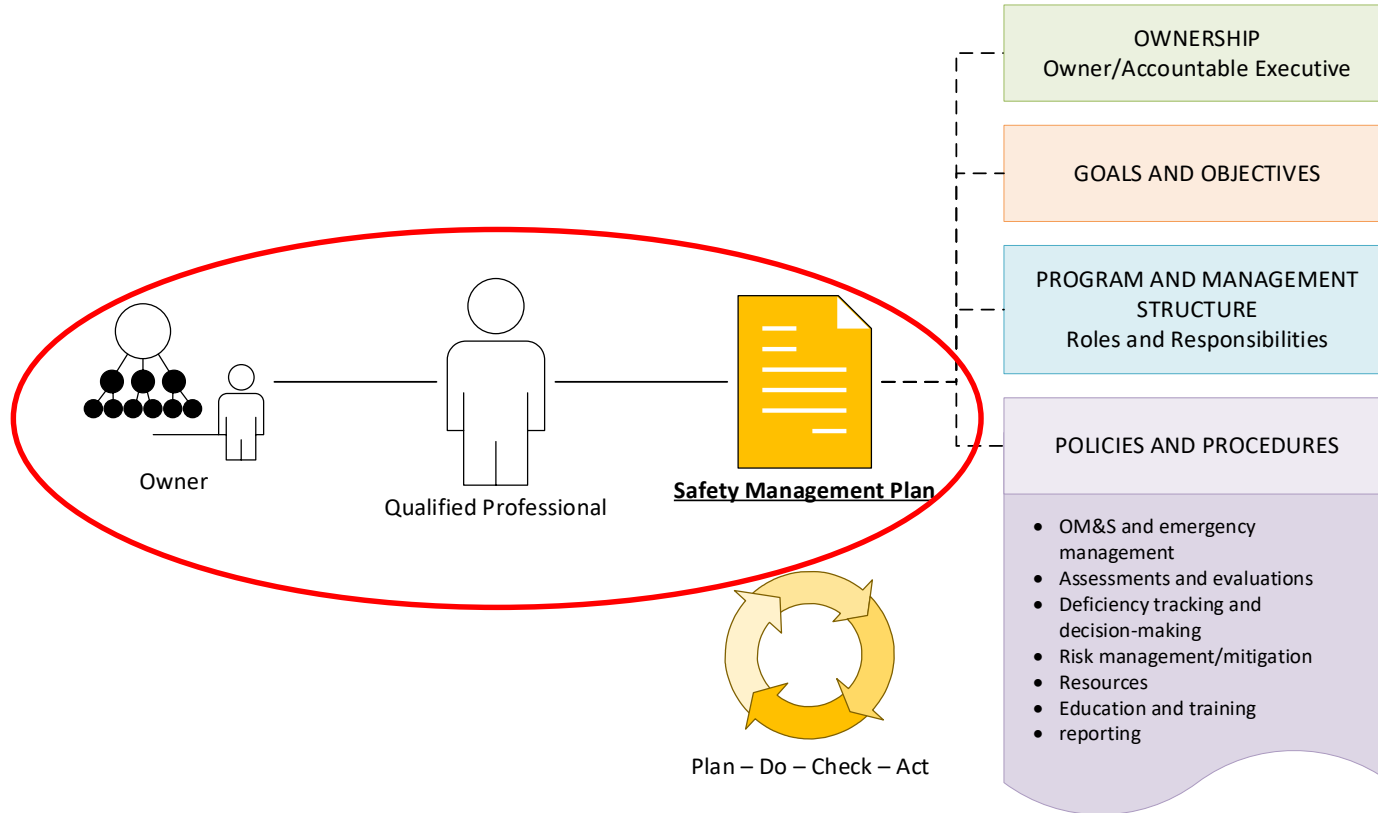 OWNERSHIP
Owner/Accountable Executive
GOALS AND OBJECTIVES
PROGRAM AND MANAGEMENT
STRUCTURE
Roles and Responsibilities
Owner
Qualified Professional
Safety Management Plan
POLICIES AND PROCEDURES
• OM&S and emergency
management
• Assessments and evaluations
• Deficiency tracking and
decision-making
• Risk management/mitigation
• Resources
• Education and training
• reporting
Plan – Do – Check – Act